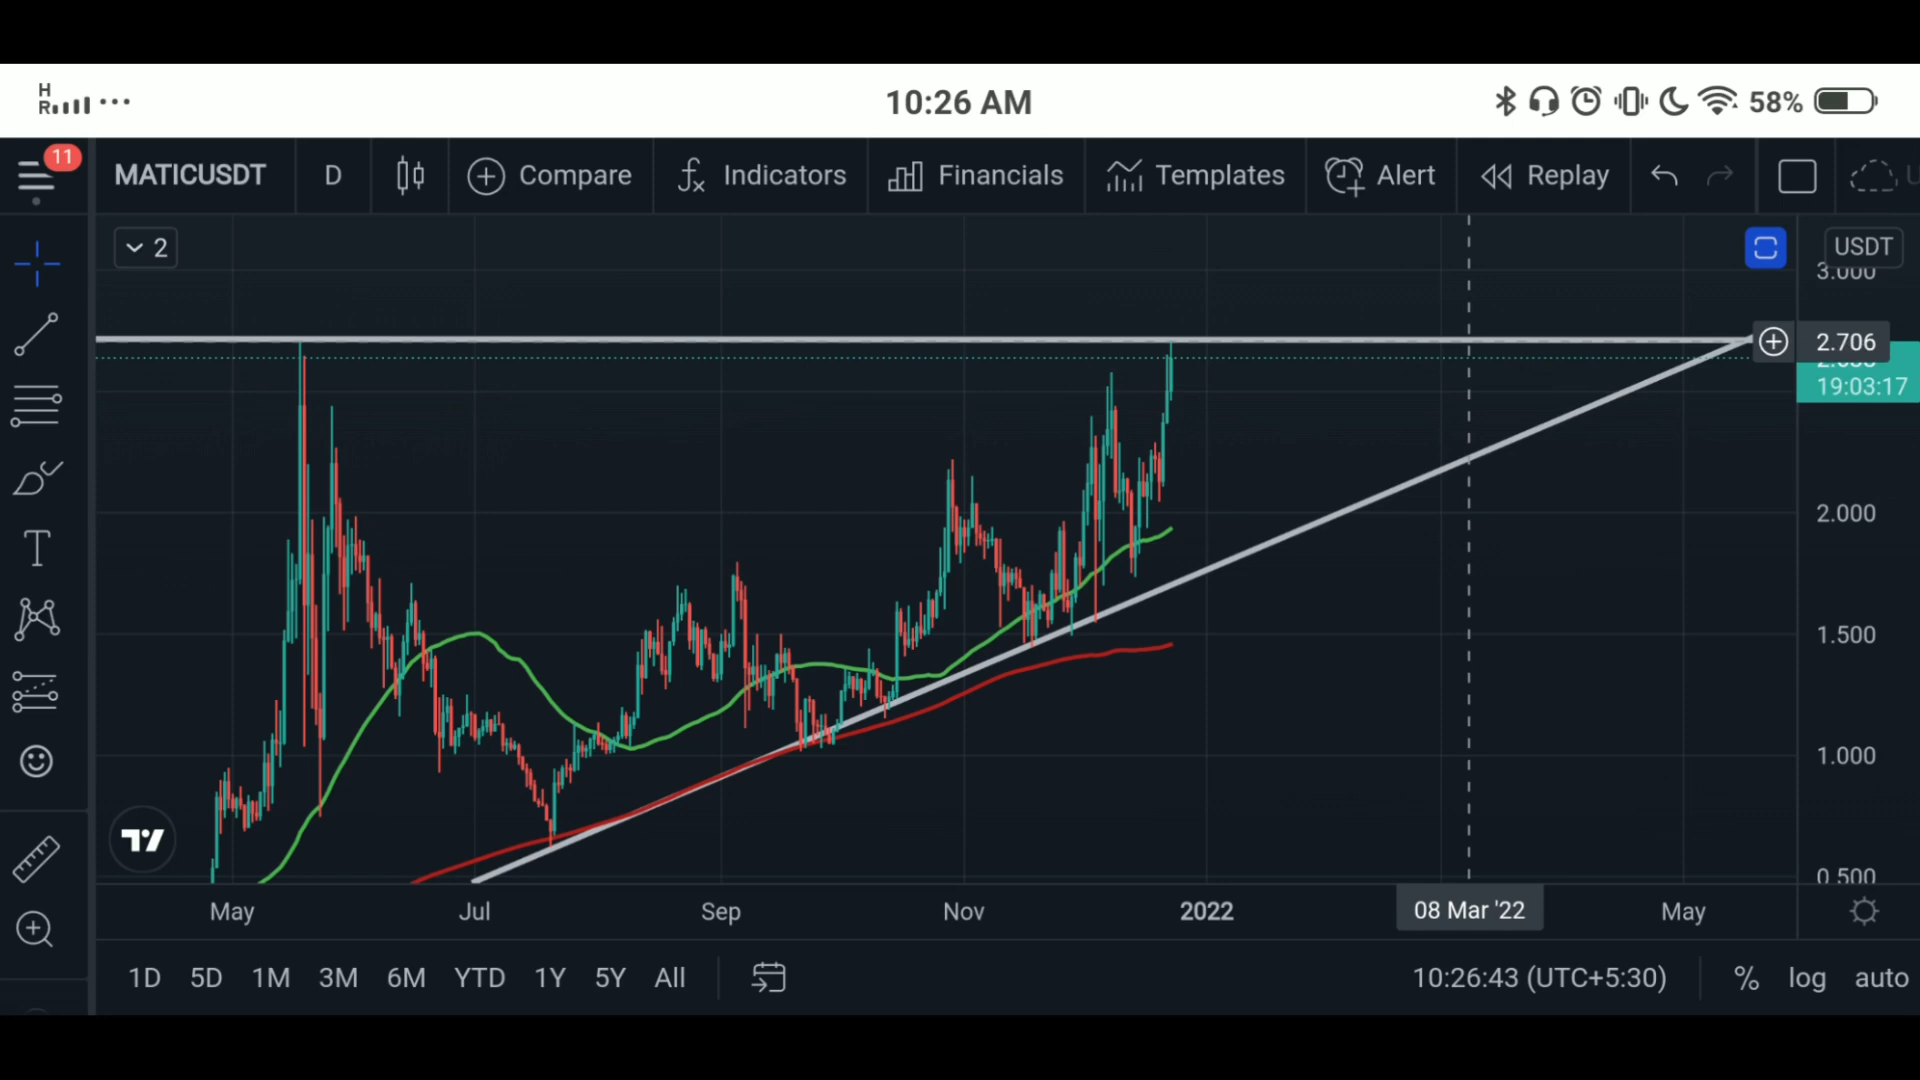 HR
10:26 AM
58%
11
MATICUSDT
D
Compare
Indicators
Financials
Templates
Alert
Replay
2
USDT
3.000
2.706
19:03:17
2.000
1.500
1.000
0.500
May
Jul
Sep
Nov
2022
08 Mar '22
May
1D 5D 1M 3M 6M YTD 1Y 5Y All
10:26:43 (UTC+5:30)
% log auto